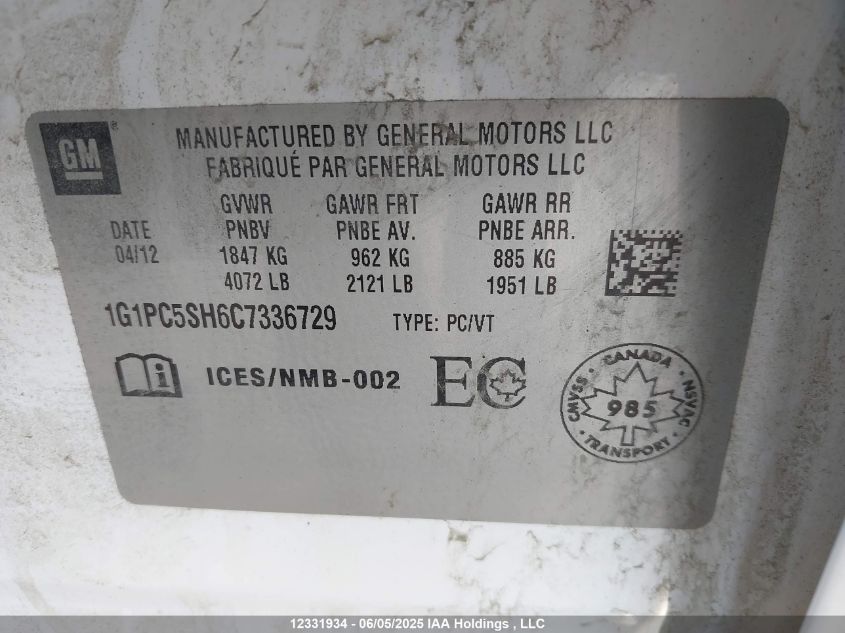 GM
MANUFACTURED BY GENERAL MOTORS LLC
FABRIQUÉ PAR GENERAL MOTORS LLC
GVWR GAWR FRT GAWR RR
DATE PNBV PNBE AV. PNBE ARR.
04/12 1847 KG 962 KG 885 KG
4072 LB 2121 LB 1951 LB
1G1PC5SH6C7336729 TYPE: PC/VT
i ICES/NMB-002 EC
CANADA
CMVSS 985 NSVAC
TRANSPORT
12331934 - 06/05/2025 IAA Holdings , LLC